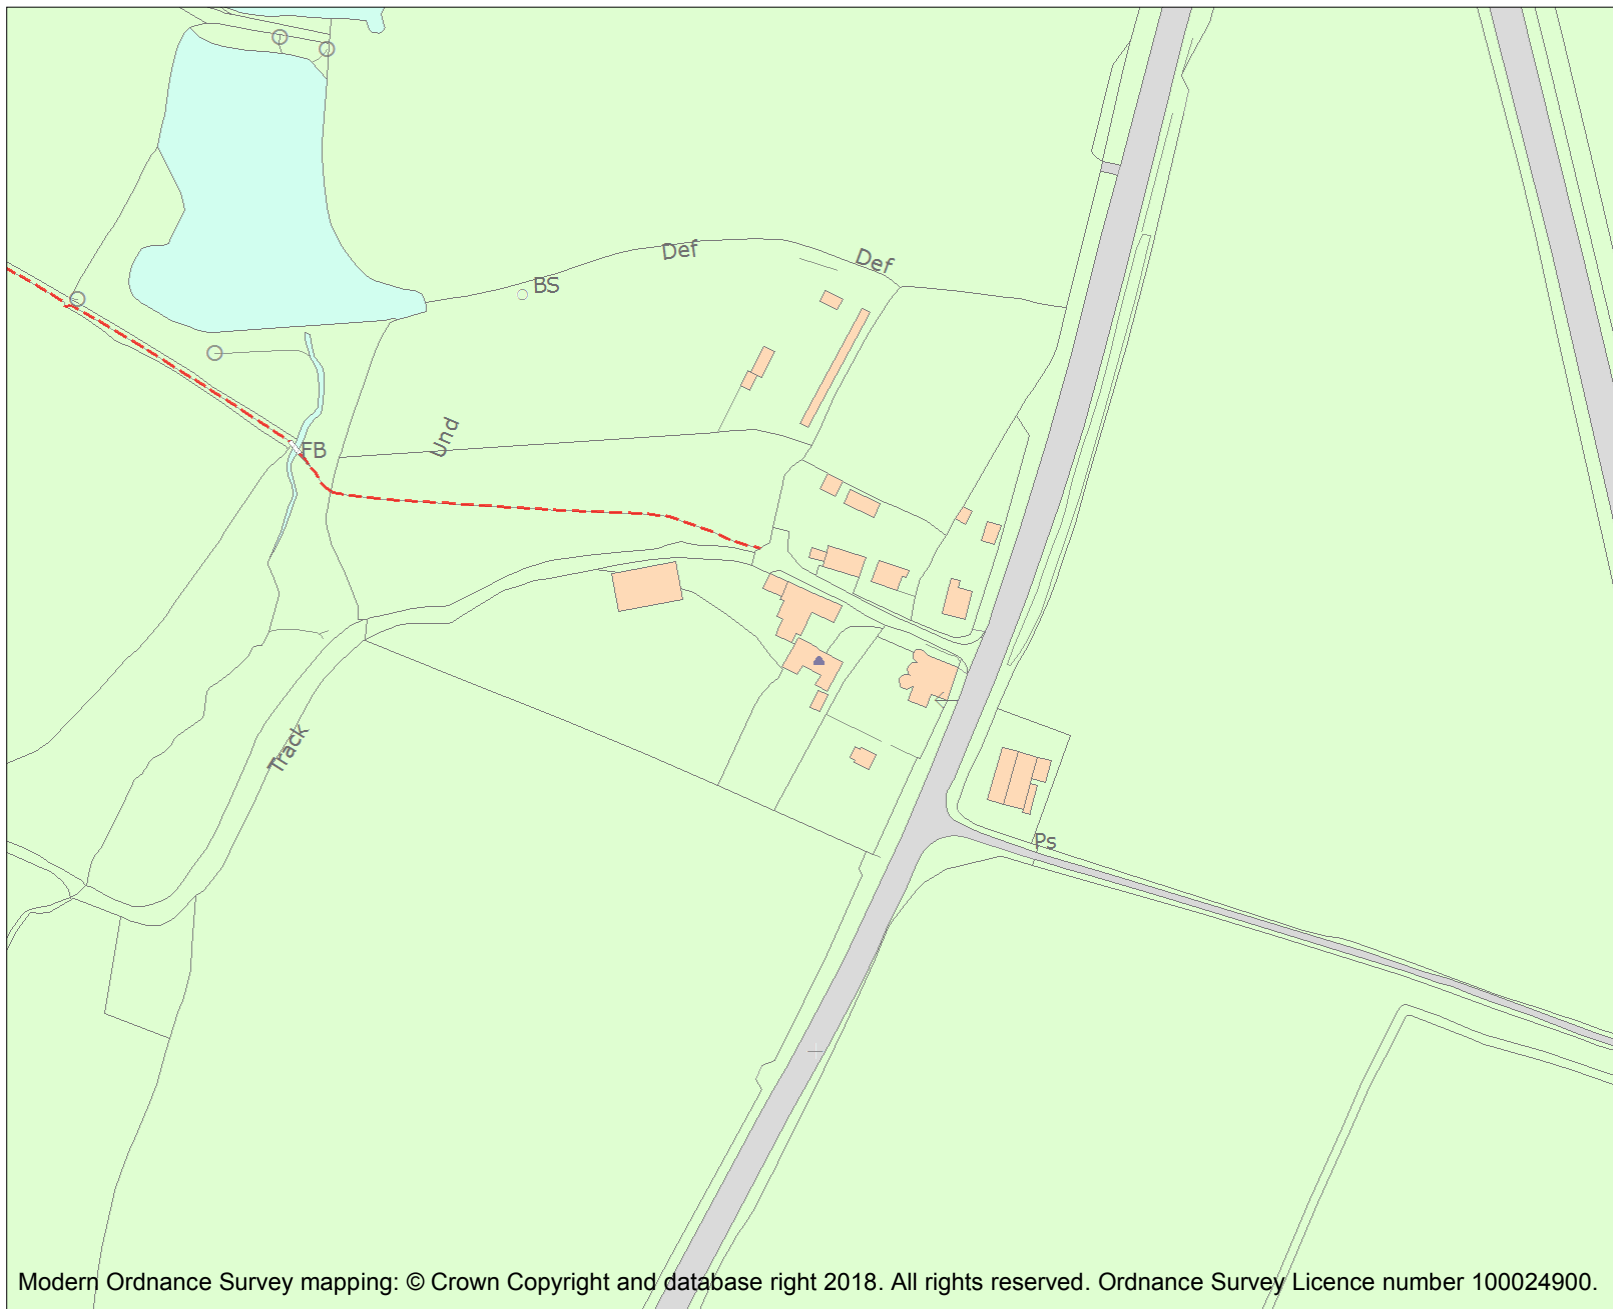 Def
Def
BS
Und
FB
Track
Ps
Modern Ordnance Survey mapping: © Crown Copyright and database right 2018. All rights reserved. Ordnance Survey Licence number 100024900.